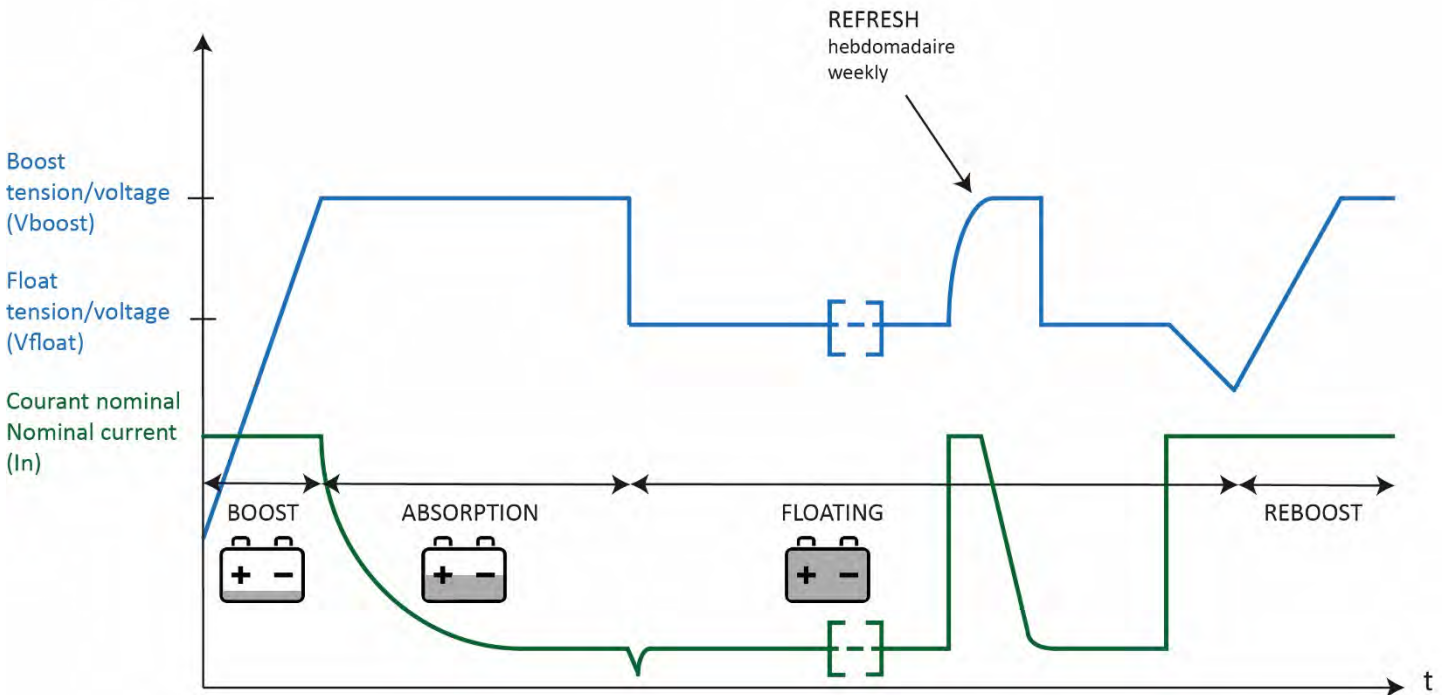 REFRESH
hebdomadaire
weekly
Boost
tension/voltage
(Vboost)
Float
tension/voltage
(Vfloat)
Courant nominal
Nominal current
(In)
BOOST
ABSORPTION
FLOATING
REBOOST
+ −
+ −
+ −
t